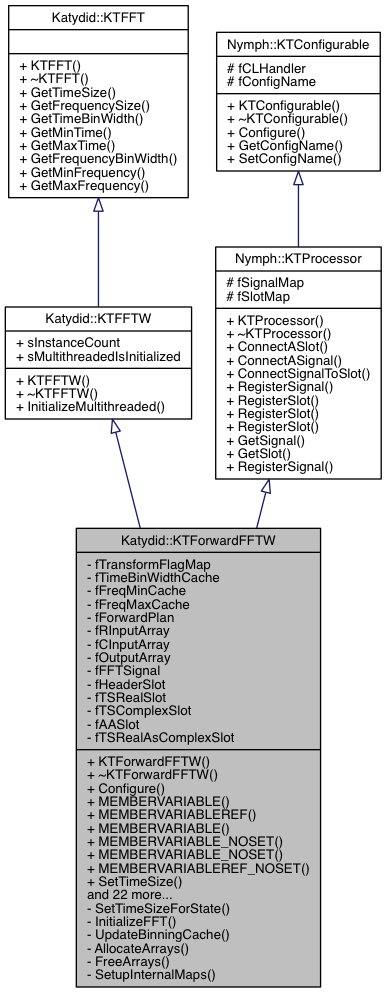 Katydid::KTFFT
+ KTFFT()
+ ~KTFFT()
+ GetTimeSize()
+ GetFrequencySize()
+ GetTimeBinWidth()
+ GetMinTime()
+ GetMaxTime()
+ GetFrequencyBinWidth()
+ GetMinFrequency()
+ GetMaxFrequency()
Nymph::KTConfigurable
# fCLHandler
# fConfigName
+ KTConfigurable()
+ ~KTConfigurable()
+ Configure()
+ GetConfigName()
+ SetConfigName()
Katydid::KTFFTW
+ sInstanceCount
+ sMultithreadedIsInitialized
+ KTFFTW()
+ ~KTFFTW()
+ InitializeMultithreaded()
Nymph::KTProcessor
# fSignalMap
# fSlotMap
+ KTProcessor()
+ ~KTProcessor()
+ ConnectASlot()
+ ConnectASignal()
+ ConnectSignalToSlot()
+ RegisterSignal()
+ RegisterSlot()
+ RegisterSlot()
+ RegisterSlot()
+ GetSignal()
+ GetSlot()
+ RegisterSignal()
Katydid::KTForwardFFTW
- fTransformFlagMap
- fTimeBinWidthCache
- fFreqMinCache
- fFreqMaxCache
- fForwardPlan
- fRInputArray
- fCInputArray
- fOutputArray
- fFFTSignal
- fHeaderSlot
- fTSRealSlot
- fTSComplexSlot
- fAASlot
- fTSRealAsComplexSlot
+ KTForwardFFTW()
+ ~KTForwardFFTW()
+ Configure()
+ MEMBERVARIABLE()
+ MEMBERVARIABLEREF()
+ MEMBERVARIABLE()
+ MEMBERVARIABLE_NOSET()
+ MEMBERVARIABLE_NOSET()
+ MEMBERVARIABLEREF_NOSET()
+ SetTimeSize()
and 22 more...
- SetTimeSizeForState()
- InitializeFFT()
- UpdateBinningCache()
- AllocateArrays()
- FreeArrays()
- SetupInternalMaps()